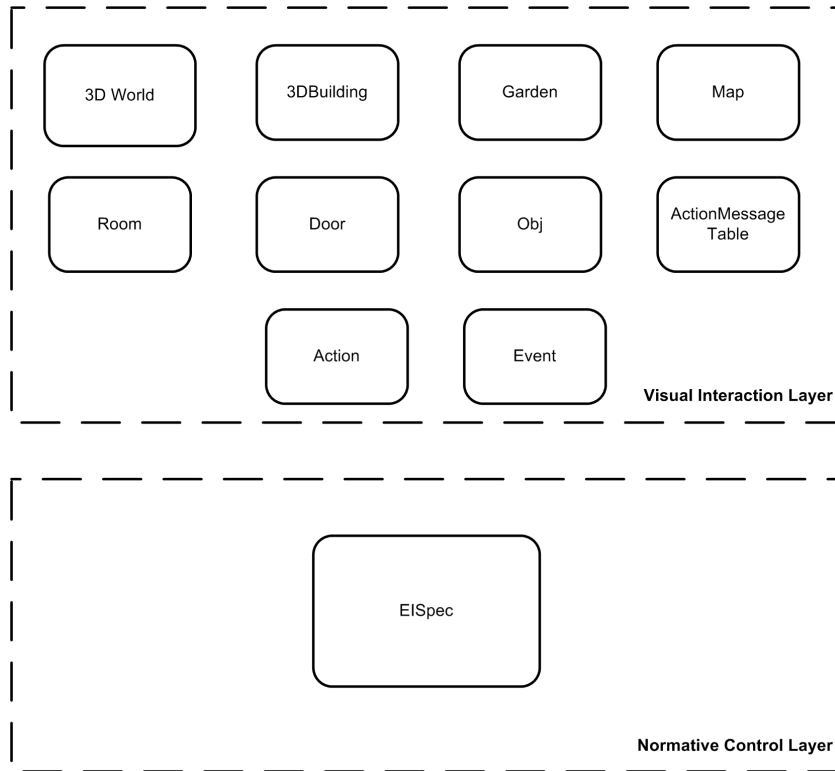 3D World
3DBuilding
Garden
Map
Room
Door
Obj
ActionMessage
Table
Action
Event
Visual Interaction Layer
EISpec
Normative Control Layer